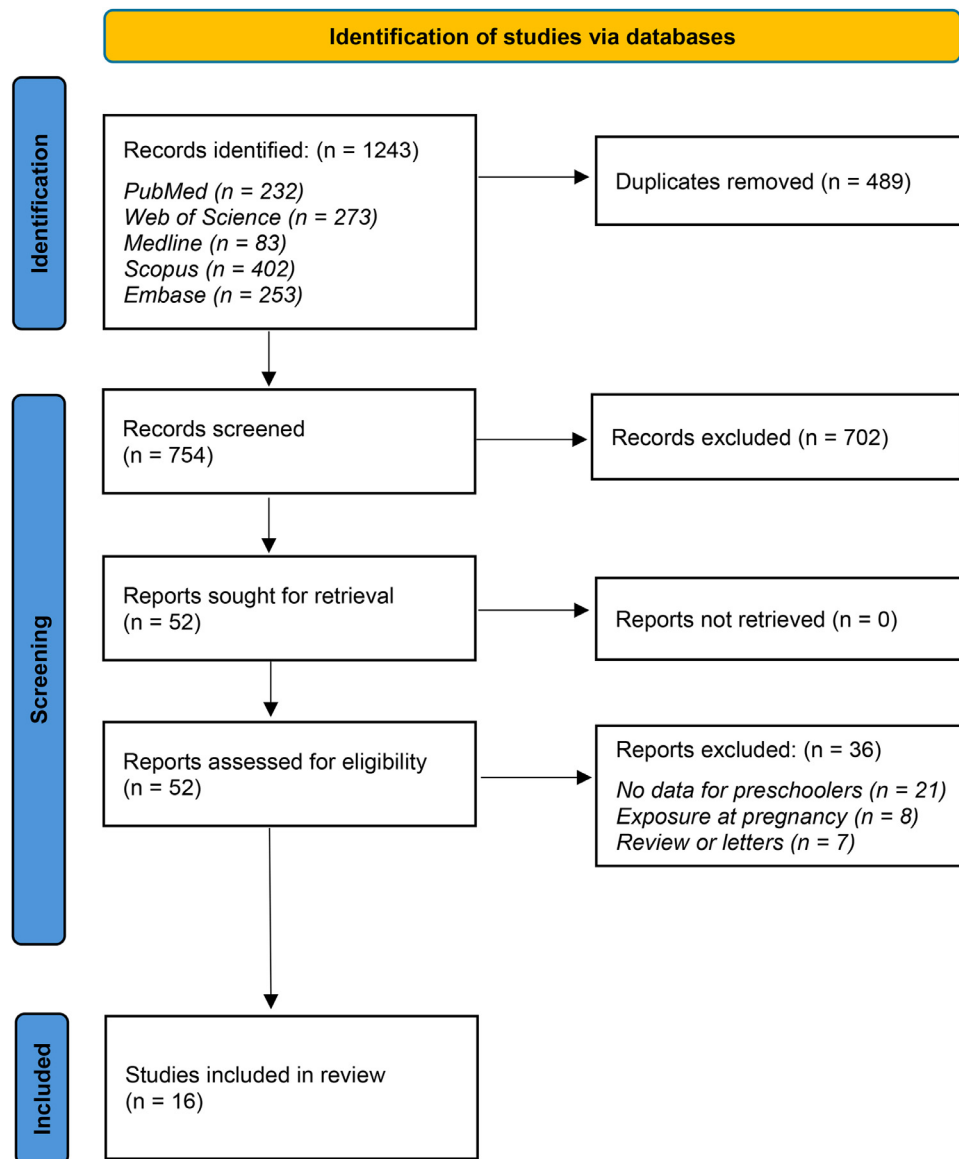 Identification of studies via databases
Identification
Records identified: (n = 1243)
PubMed (n = 232)
Web of Science (n = 273)
Medline (n = 83)
Scopus (n = 402)
Embase (n = 253)
Duplicates removed (n = 489)
Screening
Records screened
(n = 754)
Records excluded (n = 702)
Reports sought for retrieval
(n = 52)
Reports not retrieved (n = 0)
Reports assessed for eligibility
(n = 52)
Reports excluded: (n = 36)
No data for preschoolers (n = 21)
Exposure at pregnancy (n = 8)
Review or letters (n = 7)
Included
Studies included in review
(n = 16)